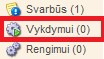 Svarbūs (1)
Vykdymui (0)
Rengimui (0)